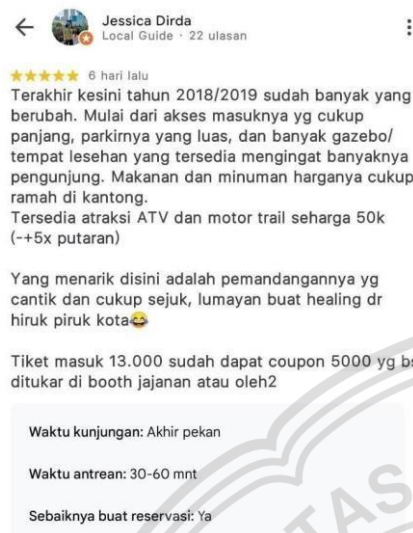 Jessica Dirda
Local Guide · 22 ulasan
6 hari lalu
Terakhir kesini tahun 2018/2019 sudah banyak yang
berubah. Mulai dari akses masuknya yg cukup
panjang, parkirnya yang luas, dan banyak gazebo/
tempat lesehan yang tersedia mengingat banyaknya
pengunjung. Makanan dan minuman harganya cukup
ramah di kantong.
Tersedia atraksi ATV dan motor trail seharga 50k
(-+5x putaran)
Yang menarik disini adalah pemandangannya yg
cantik dan cukup sejuk, lumayan buat healing dr
hiruk piruk kota😂
Tiket masuk 13.000 sudah dapat coupon 5000 yg bs
ditukar di booth jajanan atau oleh2
Waktu kunjungan: Akhir pekan
Waktu antrean: 30-60 mnt
Sebaiknya buat reservasi: Ya
TAS